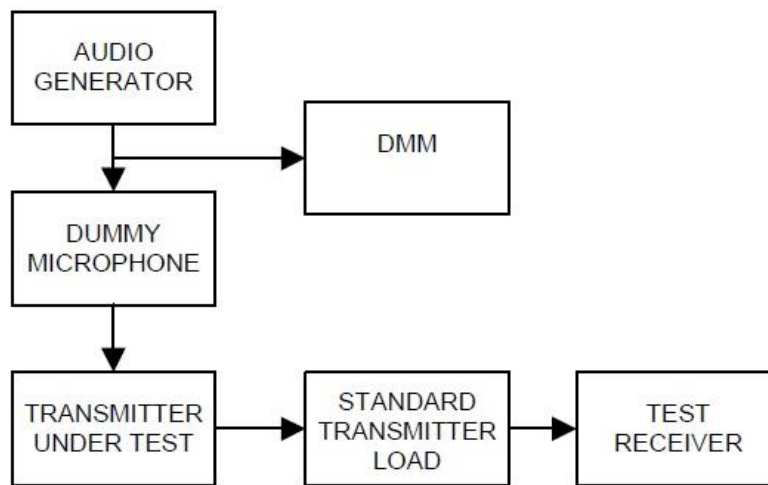 AUDIO
GENERATOR
DMM
DUMMY
MICROPHONE
TRANSMITTER
UNDER TEST
STANDARD
TRANSMITTER
LOAD
TEST
RECEIVER